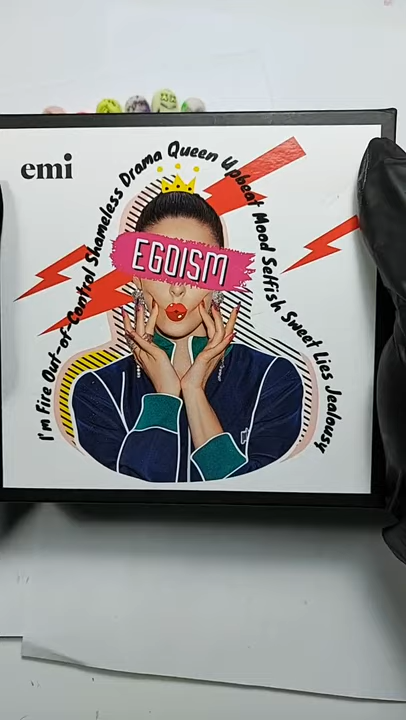 emi
I'm Fire Out-of-Control Shameless Drama Queen Upbeat Mood Selfish Sweet Lies Jealousy
EGOISM